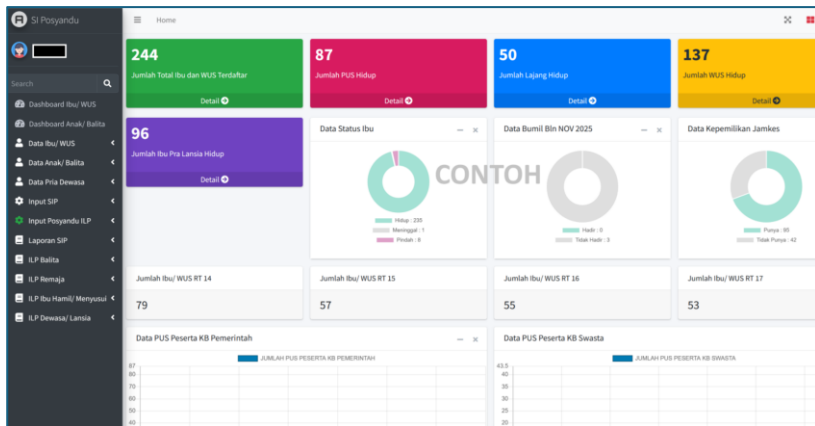 SI Posyandu
Home
Search
Dashboard Ibu/ WUS
Dashboard Anak/ Balita
Data Ibu/ WUS
Data Anak/ Balita
Data Pria Dewasa
Input SIP
Input Posyandu ILP
Laporan SIP
ILP Balita
ILP Remaja
ILP Ibu Hamil/ Menyusui
ILP Dewasa/ Lansia
244
Jumlah Total Ibu dan WUS Terdaftar
Detail
87
Jumlah PUS Hidup
Detail
50
Jumlah Lajang Hidup
Detail
137
Jumlah WUS Hidup
Detail
96
Jumlah Ibu Pra Lansia Hidup
Detail
Data Status Ibu
Hidup : 235
Meninggal : 1
Pindah : 8
Data Bumil Bln NOV 2025
Hadir : 0
Tidak Hadir : 3
Data Kepemilikan Jamkes
Punya : 95
Tidak Punya : 42
CONTOH
Jumlah Ibu/ WUS RT 14
79
Jumlah Ibu/ WUS RT 15
57
Jumlah Ibu/ WUS RT 16
55
Jumlah Ibu/ WUS RT 17
53
Data PUS Peserta KB Pemerintah
JUMLAH PUS PESERTA KB PEMERINTAH
87
80
70
60
50
40
Data PUS Peserta KB Swasta
JUMLAH PUS PESERTA KB SWASTA
43.5
40
35
30
25
20